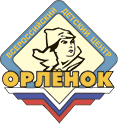 ВСЕРОССИЙСКИЙ ДЕТСКИЙ ЦЕНТР
ОРЛЁНОК